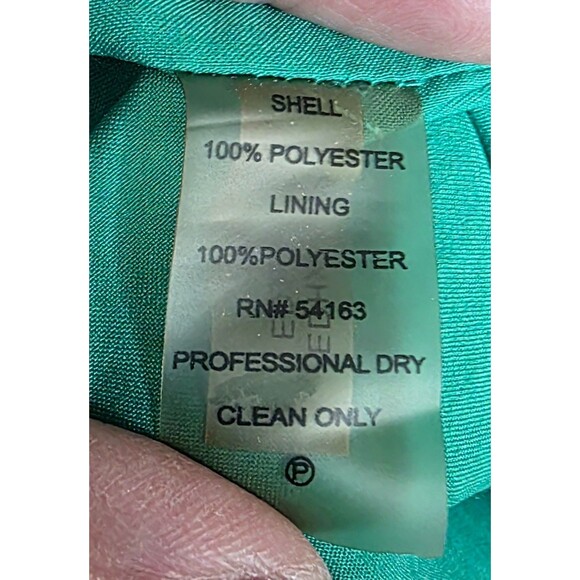 SHELL
100% POLYESTER
LINING
100%POLYESTER
RN# 54163
PROFESSIONAL DRY
CLEAN ONLY
P